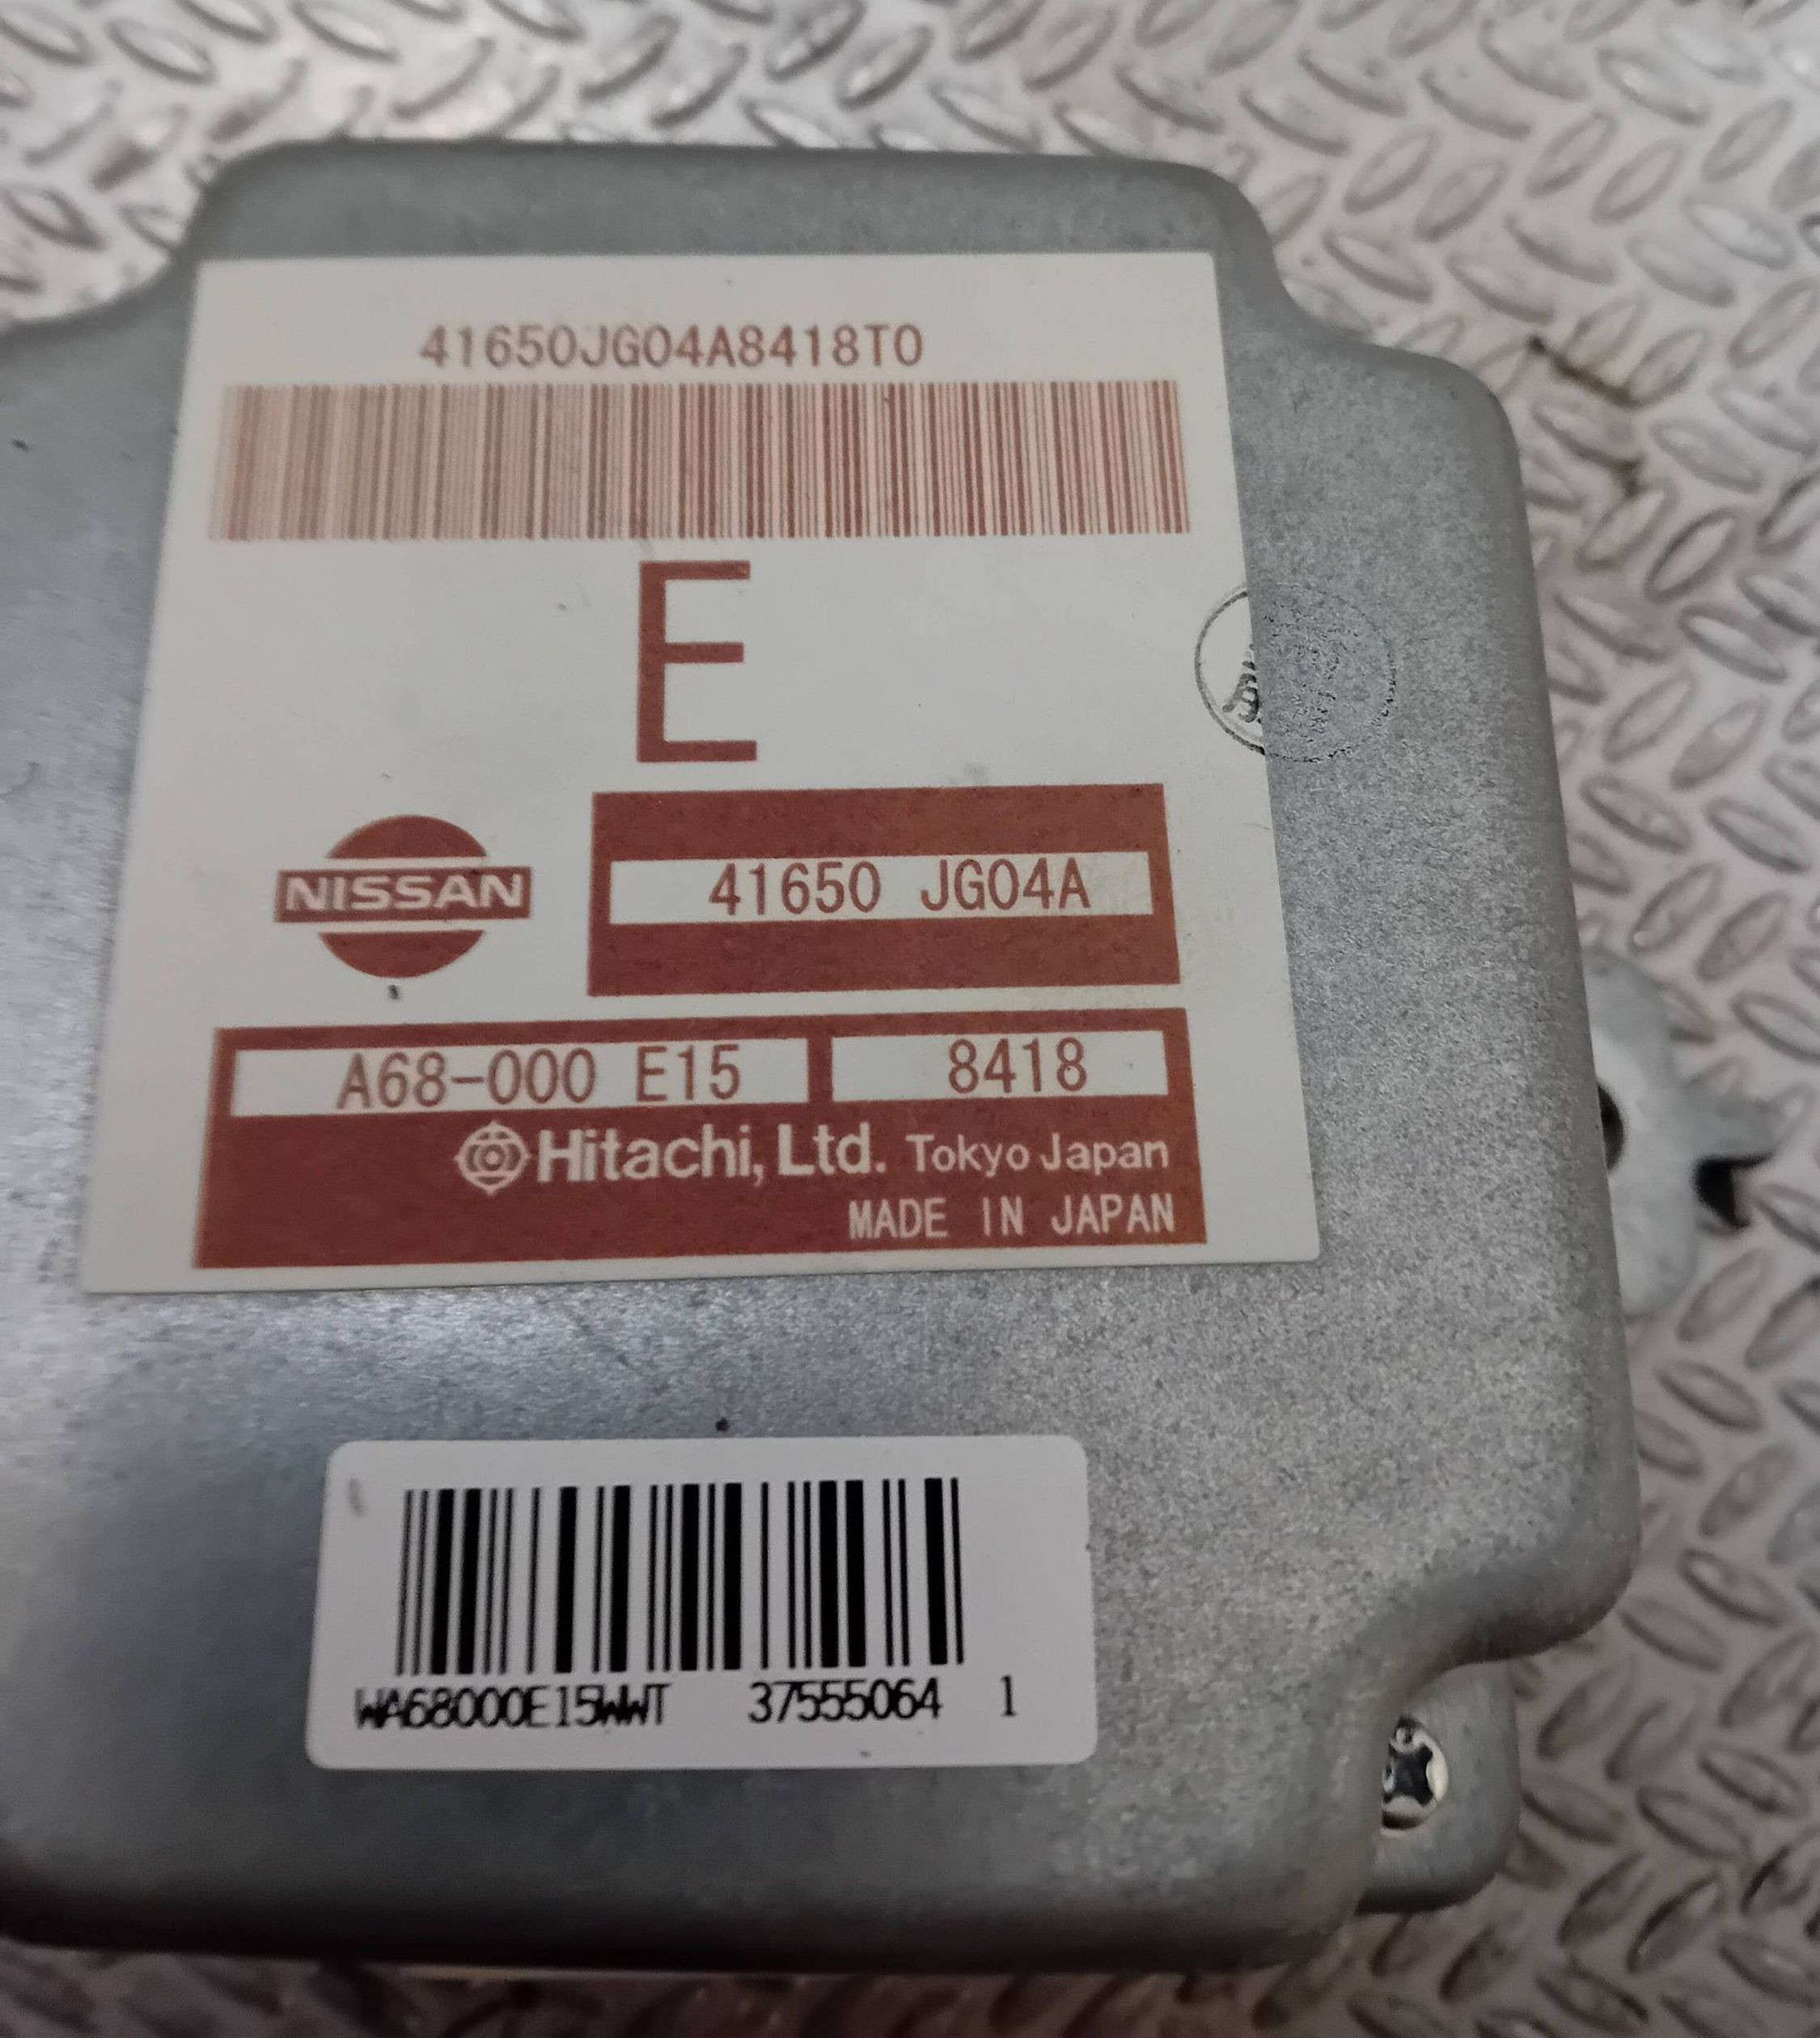 41650JG04A8418T0
E
NISSAN
41650 JG04A
A68-000 E15
8418
Hitachi, Ltd. Tokyo Japan
MADE IN JAPAN
WA68000E15WWT 37555064 1